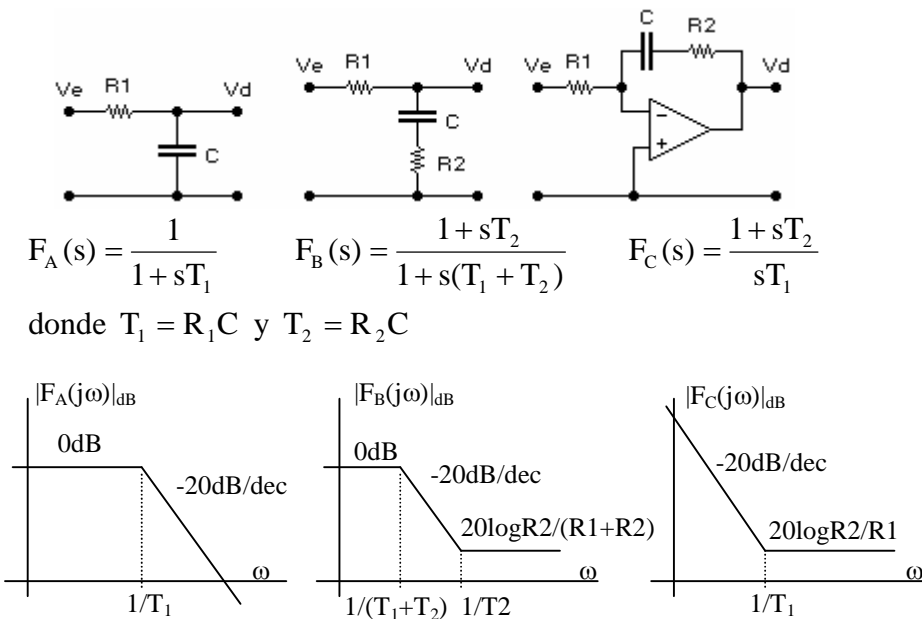 Ve R1 Vd
C
Ve R1 Vd
C
R2
C R2
Ve R1 Vd
−
+
F_A(s) = 1 / (1 + sT_1)
F_B(s) = (1 + sT_2) / (1 + s(T_1 + T_2))
F_C(s) = (1 + sT_2) / (sT_1)
donde T_1 = R_1C y T_2 = R_2C
|F_A(jω)|_dB
0dB
-20dB/dec
ω
1/T_1
|F_B(jω)|_dB
0dB
-20dB/dec
20logR2/(R1+R2)
ω
1/(T_1+T_2) 1/T2
|F_C(jω)|_dB
-20dB/dec
20logR2/R1
ω
1/T_1